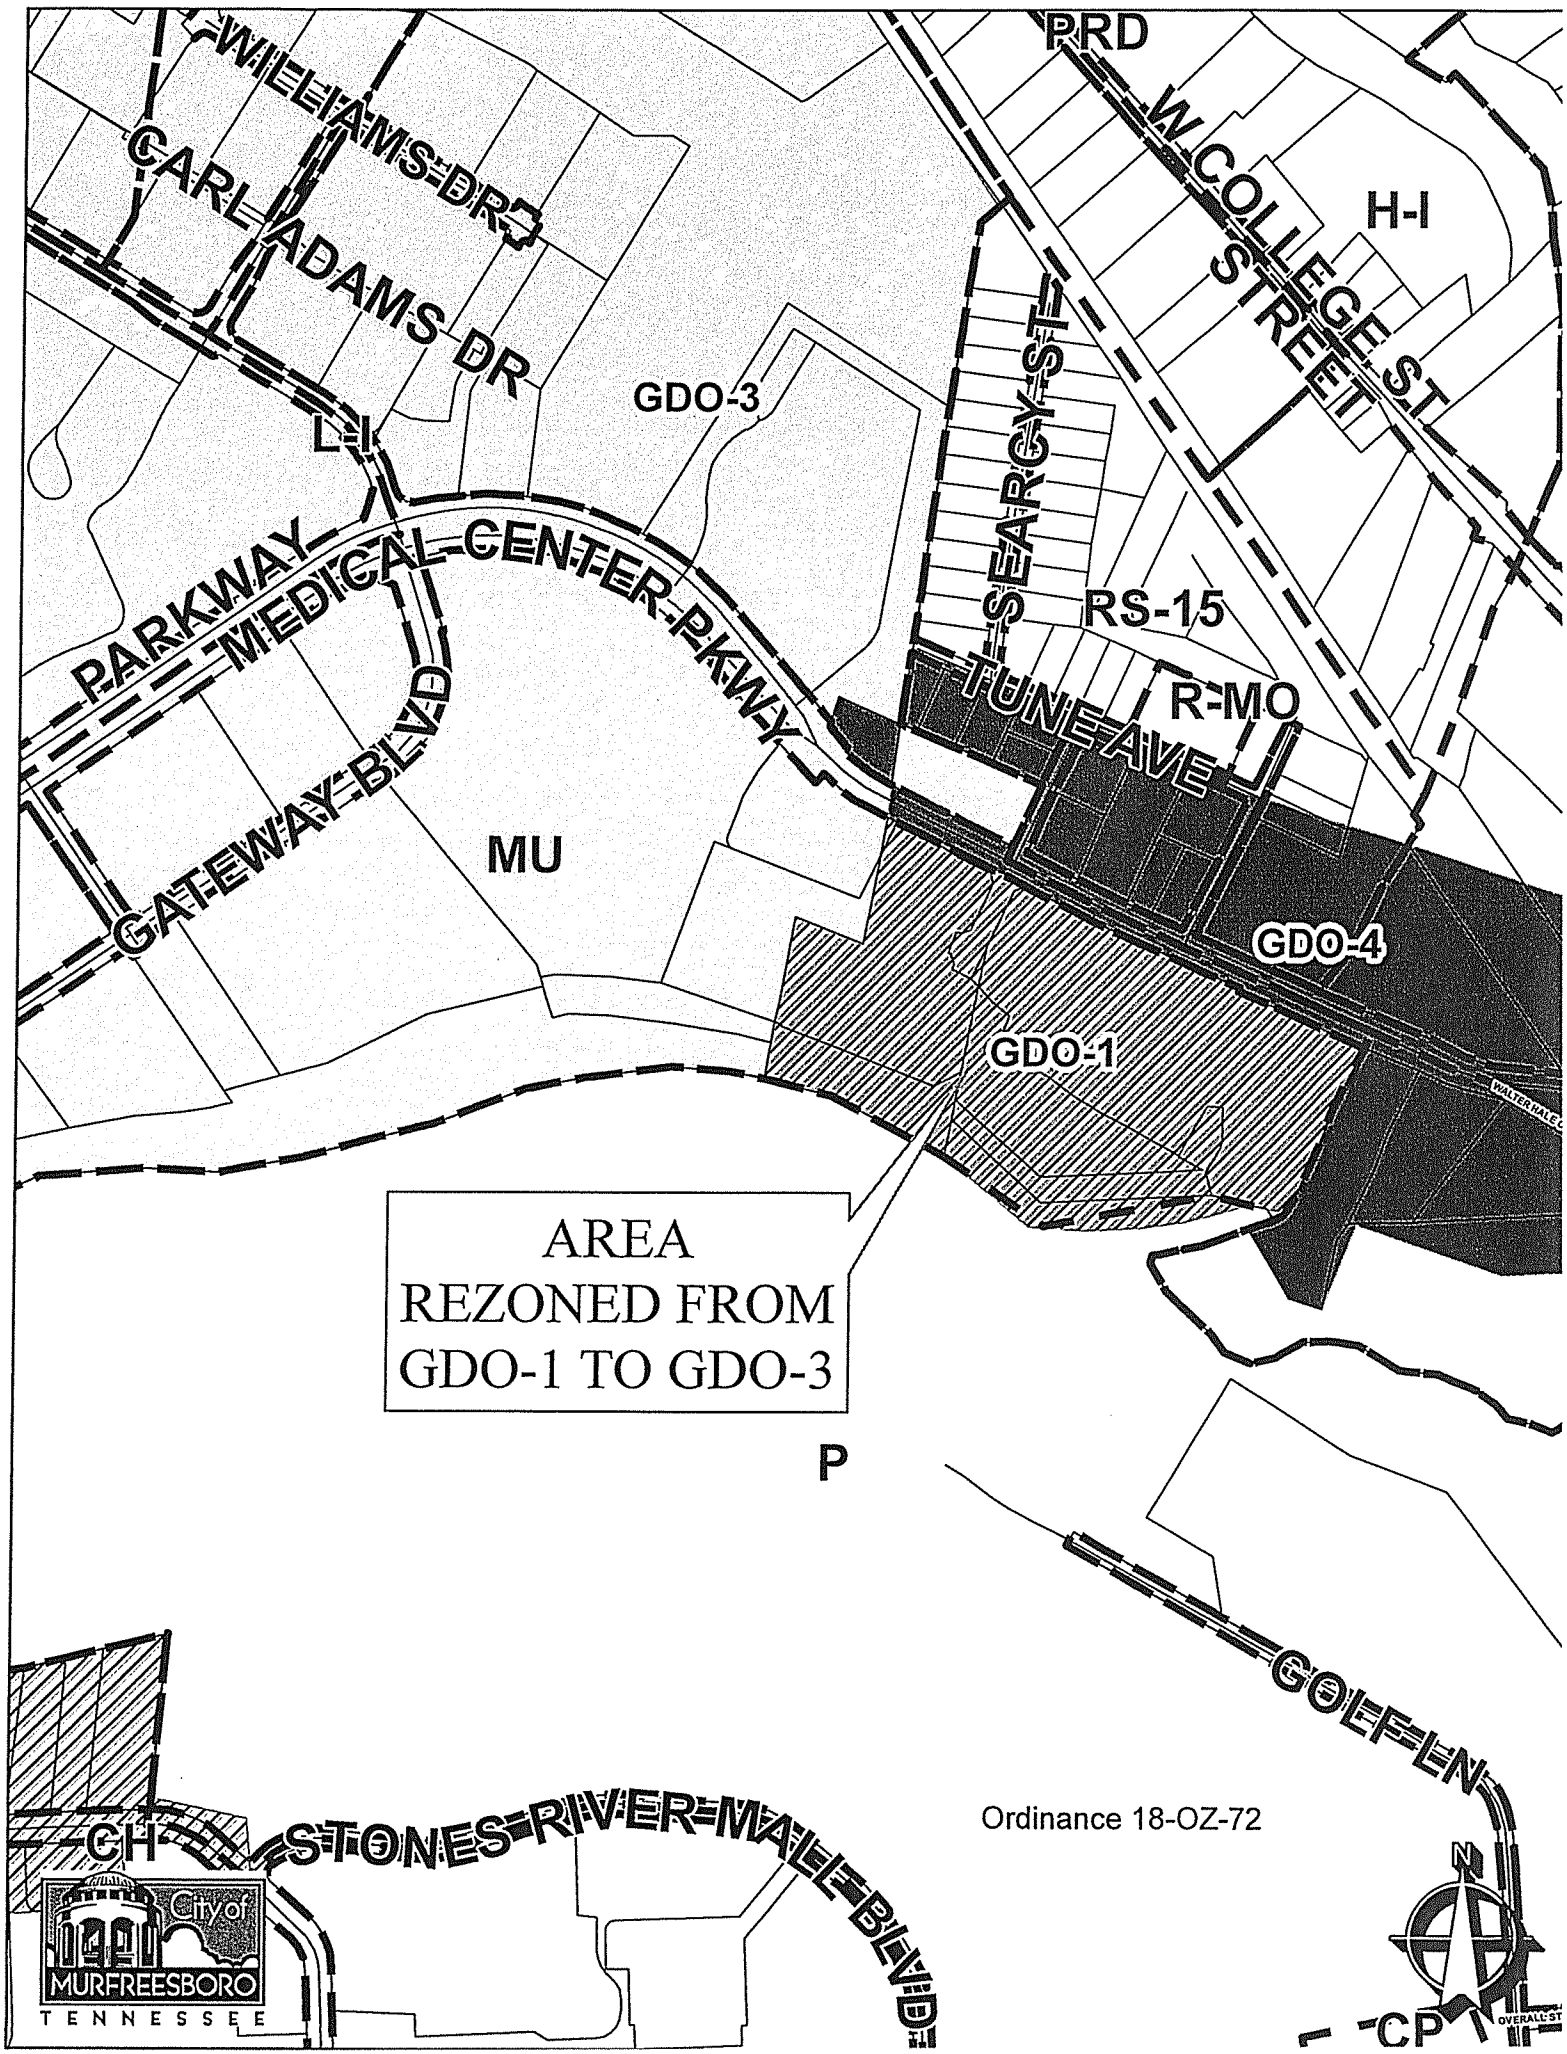 PRD
WILLIAMS DR
W COLLEGE ST
STREET
H-I
CARL ADAMS DR
GDO-3
L-I
SEARCY ST
PARKWAY
MEDICAL CENTER PKWY
RS-15
TUNE AVE
R-MO
GATEWAY BLVD
MU
GDO-4
GDO-1
AREA
REZONED FROM
GDO-1 TO GDO-3
P
GOLF LN
Ordinance 18-OZ-72
CH
STONES RIVER MALL BLVD
N
City of
MURFREESBORO
TENNESSEE
CP
OVERALL ST
WALTER HALE